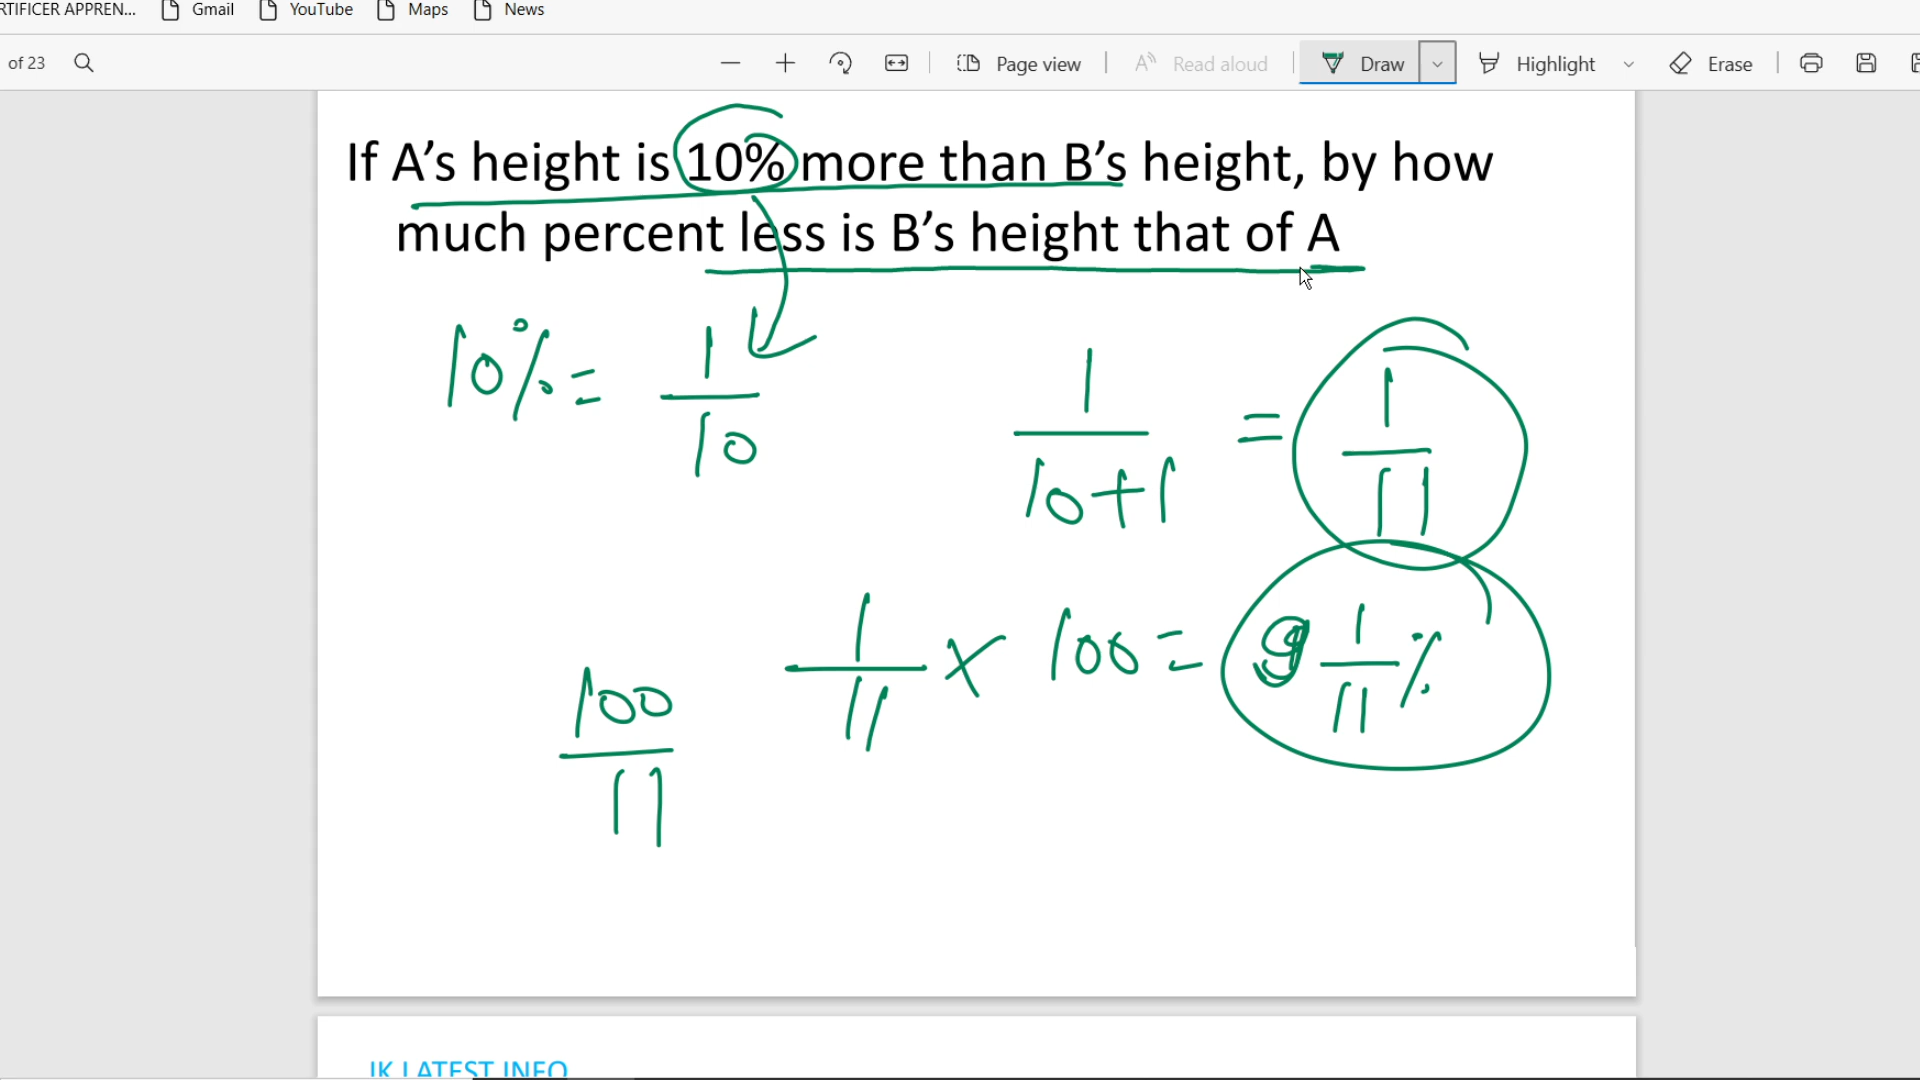 RTIFICER APPREN... Gmail YouTube Maps News
of 23 Page view Read aloud Draw Highlight Erase
If A’s height is 10% more than B’s height, by how
much percent less is B’s height that of A
10% = 1/10
1/10+1 = 1/11
1/11 x 100 = 9 1/11 %
100/11
JK LATEST INFO